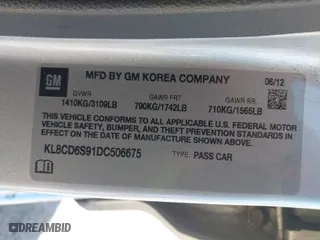 GM
MFD BY GM KOREA COMPANY
06/12
GVWR GAWR FRT GAWR RR
1410KG/3109LB 790KG/1742LB 710KG/1565LB
THIS VEHICLE CONFORMS TO ALL APPLICABLE U.S. FEDERAL MOTOR
VEHICLE SAFETY, BUMPER, AND THEFT PREVENTION STANDARDS IN
EFFECT ON THE DATE OF MANUFACTURE SHOWN ABOVE.
KL8CD6S91DC506675 TYPE: PASS CAR